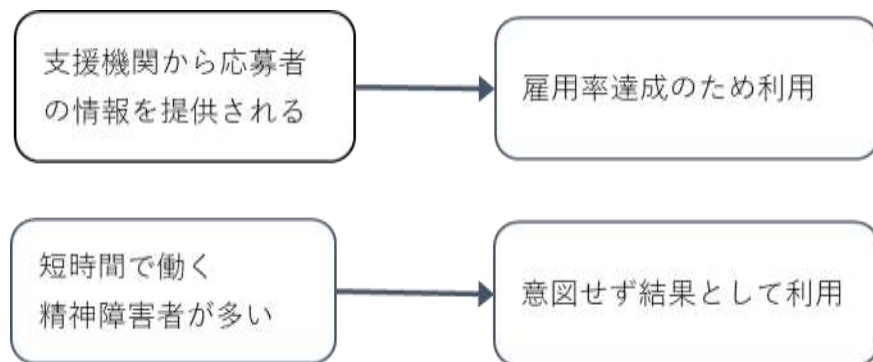 支援機関から応募者
の情報を提供される
雇用率達成のため利用
短時間で働く
精神障害者が多い
意図せず結果として利用